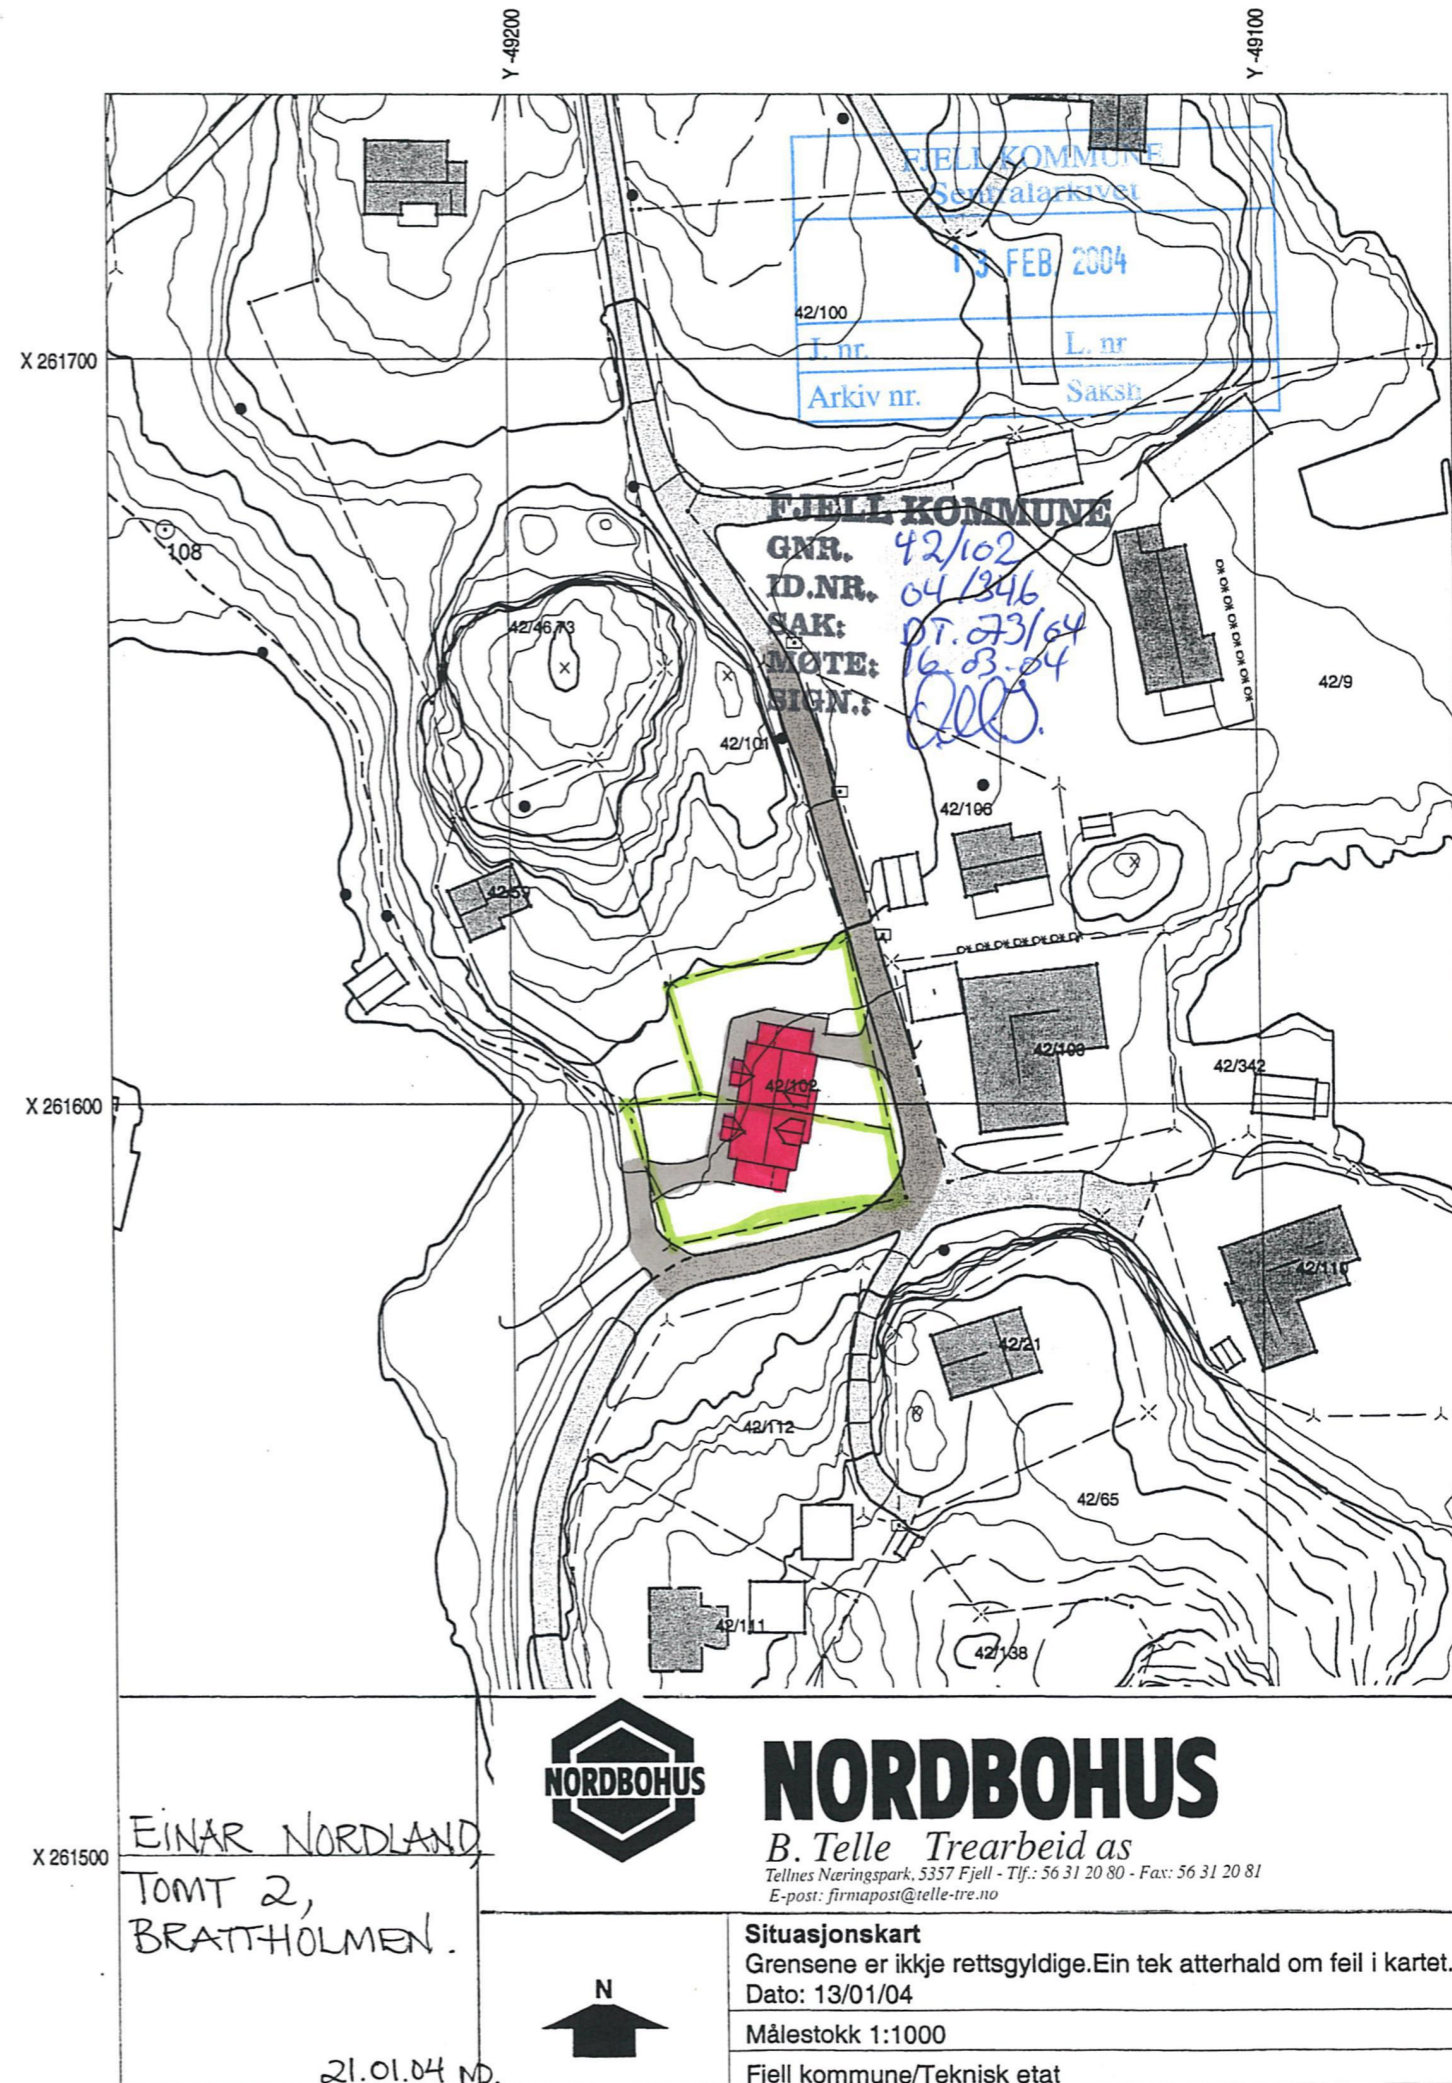 Y -49200
Y -49100
FJELL KOMMUNE
Sentralarkivet
13 FEB. 2004
42/100
X 261700
J. nr.
L. nr
Arkiv nr.
Saksh
108
FJELL KOMMUNE
GNR. 42/102
ID.NR. 04/346
SAK: DT. 073/04
MØTE: 16.03.04
SIGN.:
42/46,73
42/9
42/101
42/106
42/59
42/109
42/342
42/102
X 261600
42/110
42/21
42/112
42/65
42/111
42/138
NORDBOHUS
NORDBOHUS
B. Telle Trearbeid as
Tellnes Næringspark, 5357 Fjell - Tlf.: 56 31 20 80 - Fax: 56 31 20 81
E-post: firmapost@telle-tre.no
X 261500
EINAR NORDLAND,
TOMT 2,
BRATTHOLMEN.
Situasjonskart
Grensene er ikkje rettsgyldige.Ein tek atterhald om feil i kartet.
Dato: 13/01/04
N
Målestokk 1:1000
21.01.04 ND.
Fjell kommune/Teknisk etat